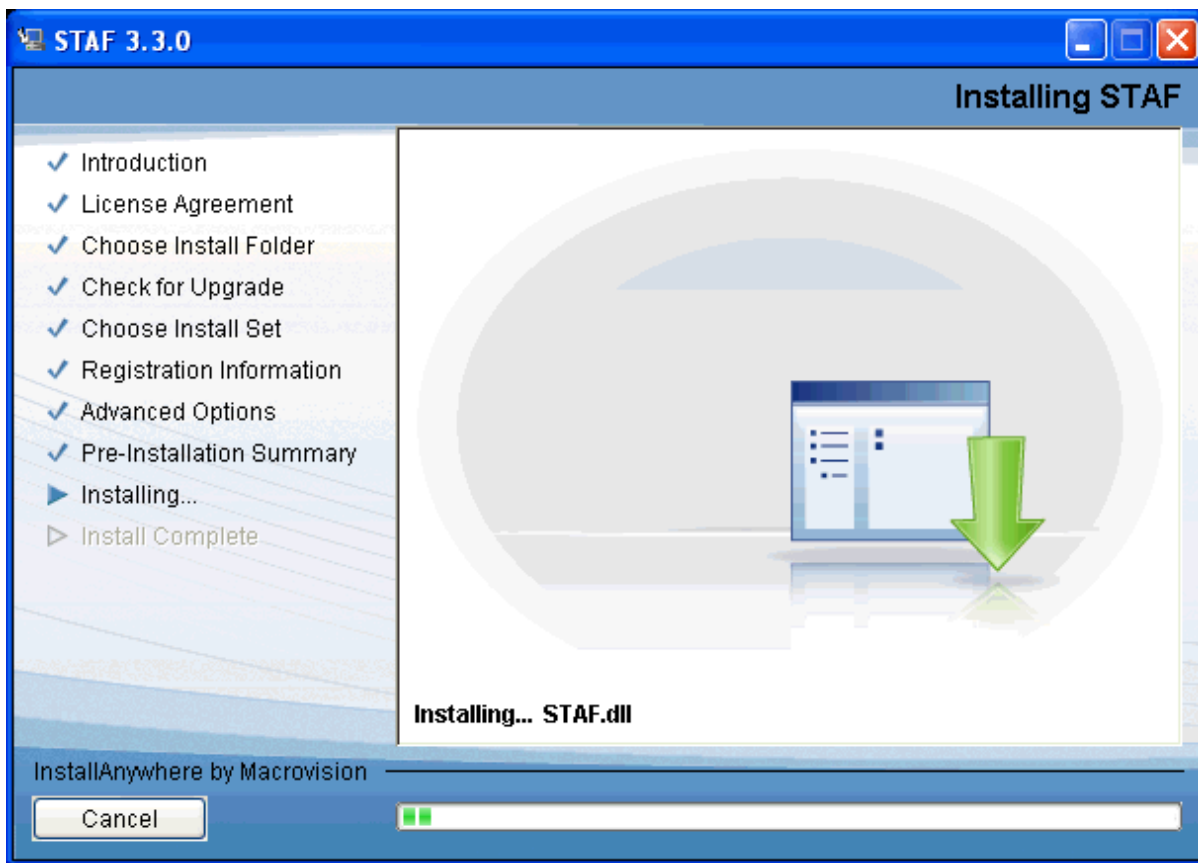 STAF 3.3.0
Installing STAF
Introduction
License Agreement
Choose Install Folder
Check for Upgrade
Choose Install Set
Registration Information
Advanced Options
Pre-Installation Summary
Installing...
Install Complete
Installing... STAF.dll
InstallAnywhere by Macrovision
Cancel